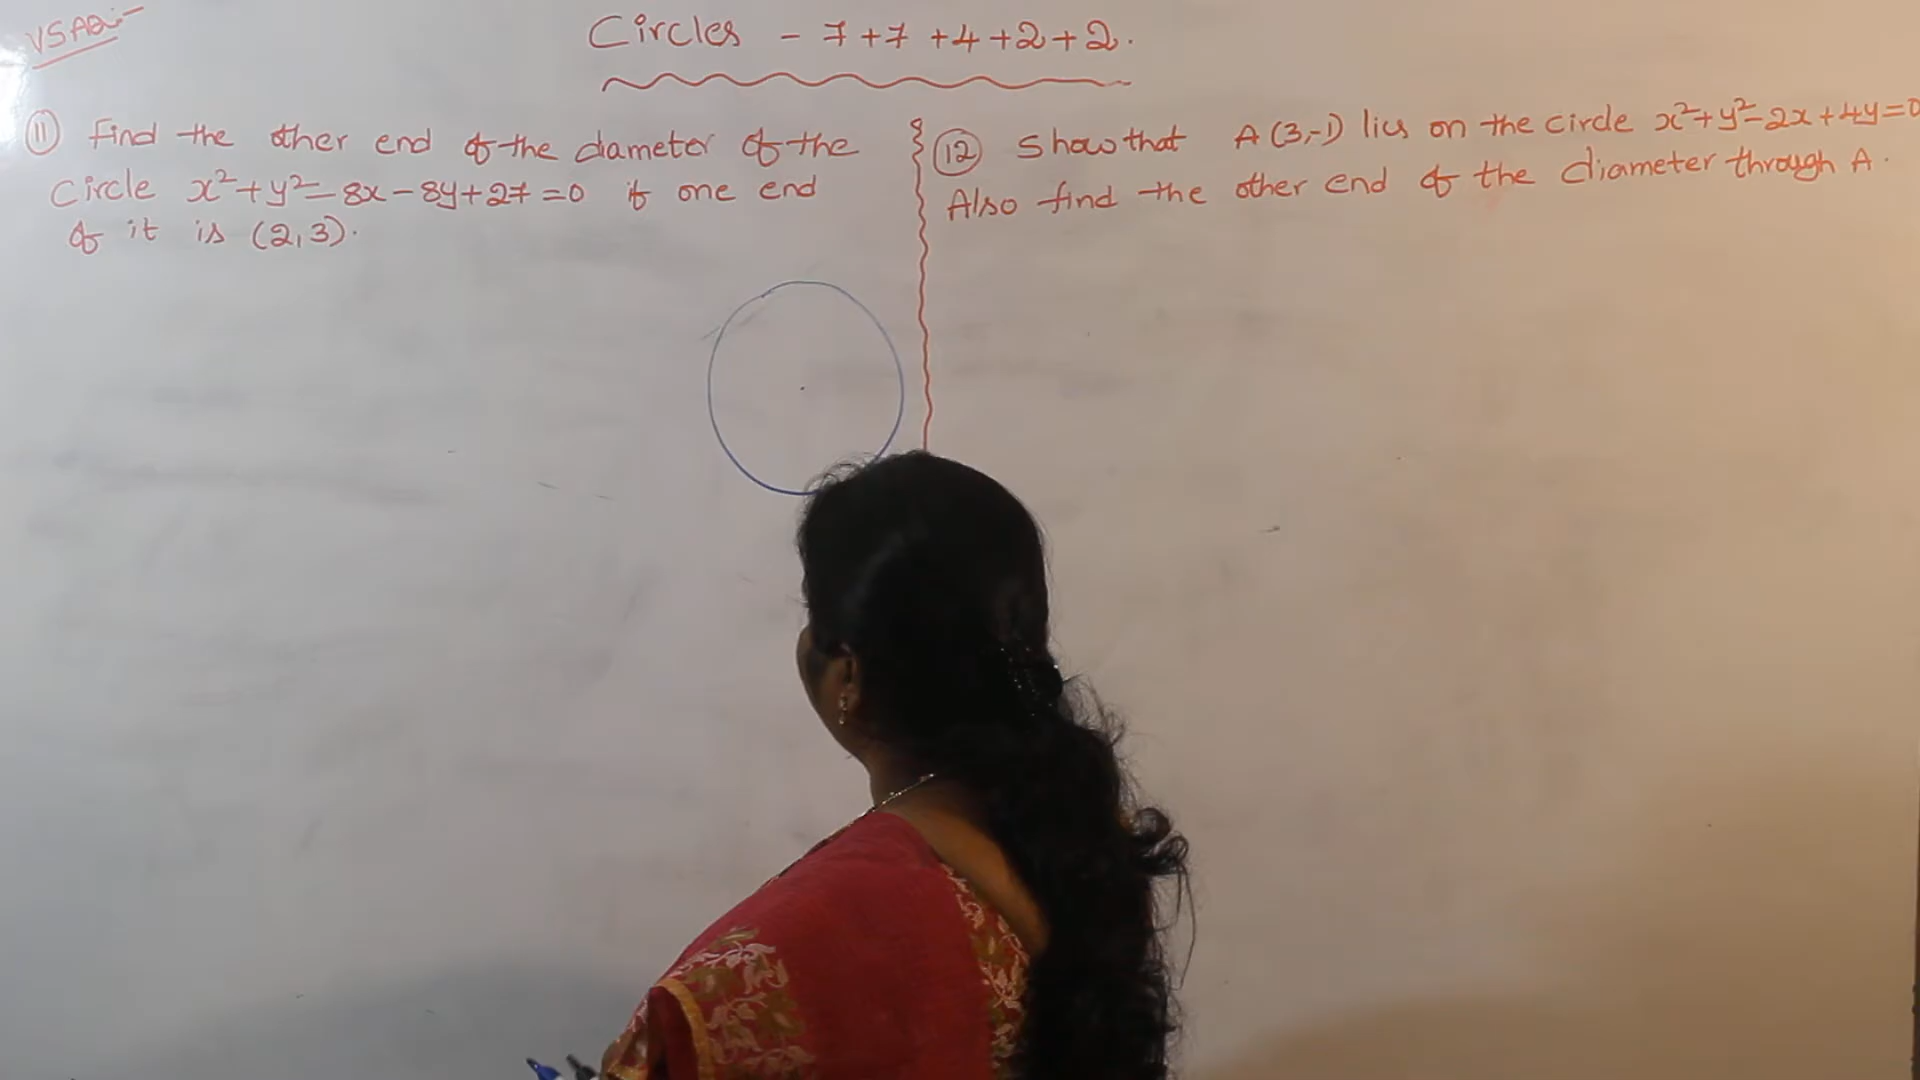 VSAQ:-
Circles - 7+7+4+2+2.
11 Find the other end of the diameter of the
Circle x²+y²-8x-8y+27=0 if one end
of it is (2,3).
12 Show that A(3,-1) lies on the circle x²+y²-2x+4y=0
Also find the other end of the diameter through A.